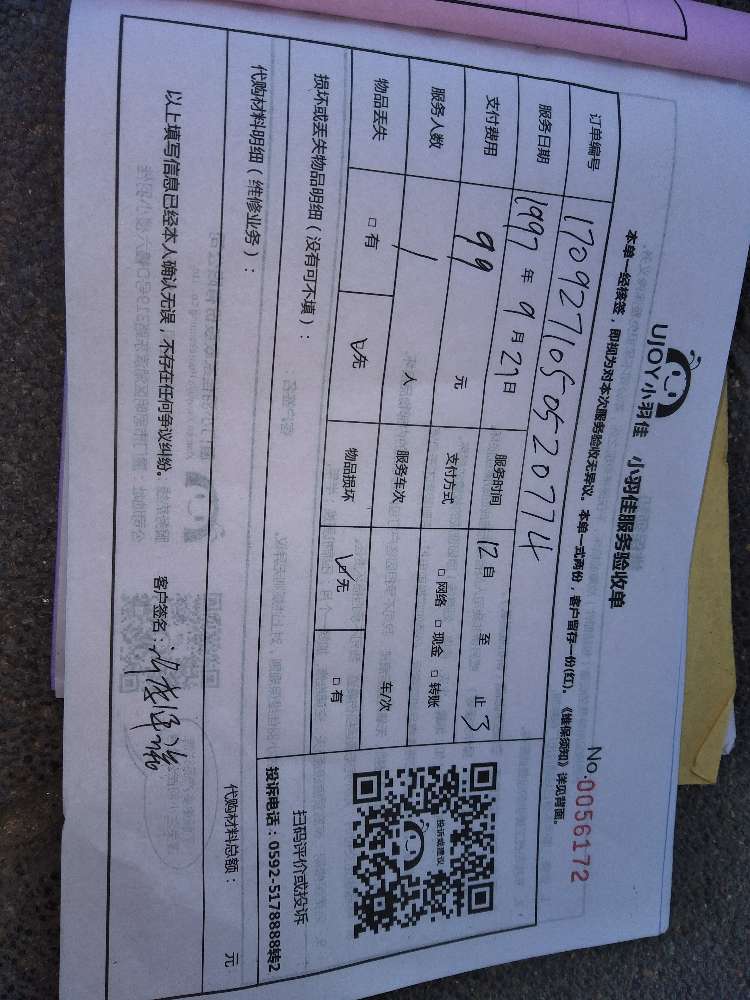 UJOY小羽佳 小羽佳服务验收单
No.0056172
本单一经核签，即视为对本次服务验收无异议。本单一式两份，客户留存一份(红)。《维保须知》详见背面。
订单编号 170927105052077 4
服务日期 1997 年 9 月 27 日 服务时间 12 自 至 止 3
支付费用 99 元 支付方式 □ 网络 □ 现金 □ 转账
服务人数 1 人 服务车次 车/次
物品丢失 □ 有 ☑ 无 物品损坏 ☑ 无 □ 有
投诉或建议
扫码评价或投诉
投诉电话：0592-5178888转2
损坏或丢失物品明细（没有可不填）：
代购材料明细（维修业务）： 代购材料总额： 元
以上填写信息已经本人确认无误，不存在任何争议纠纷。 客户签名：